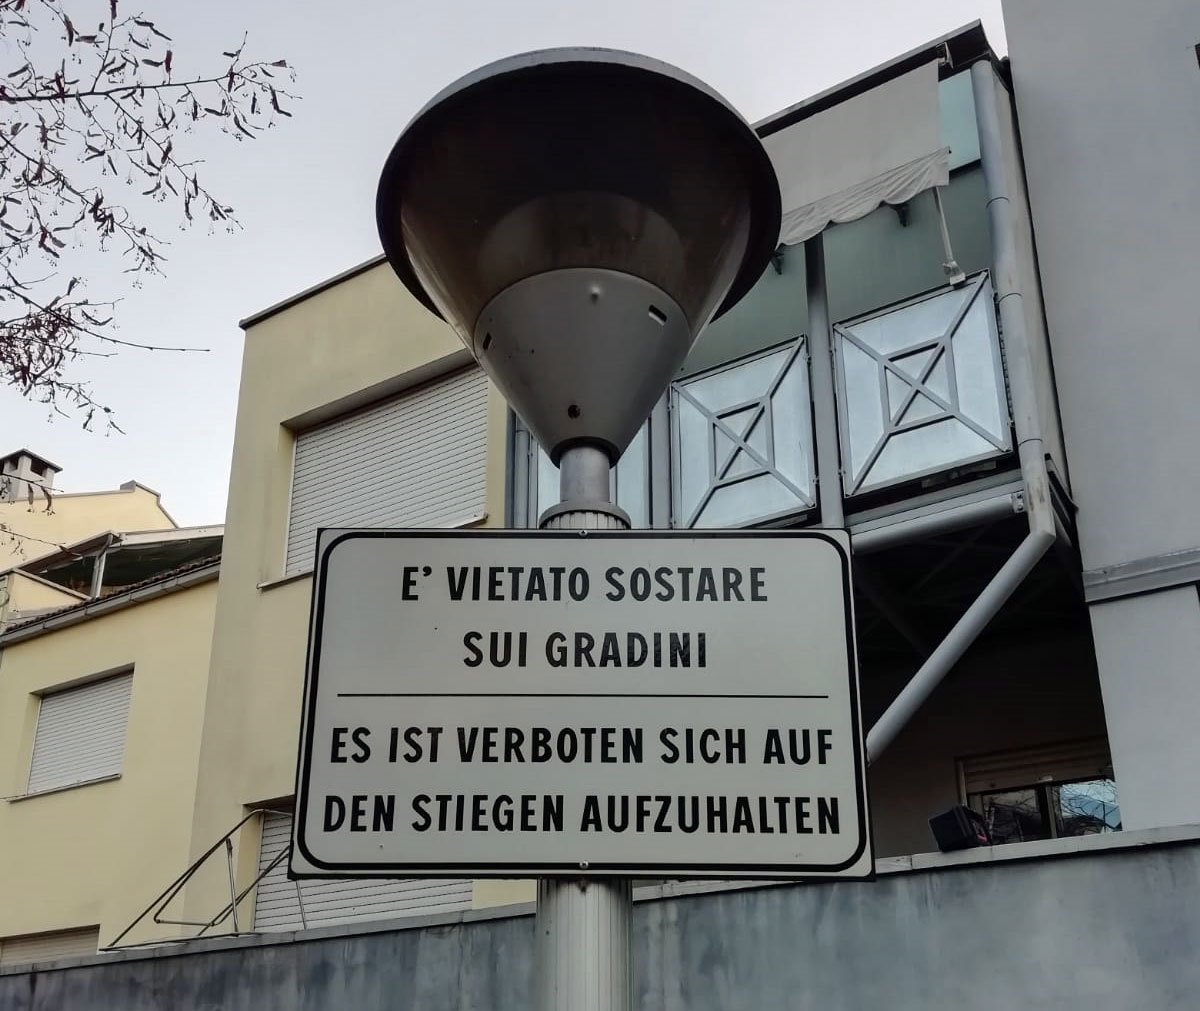 E' VIETATO SOSTARE
SUI GRADINI
ES IST VERBOTEN SICH AUF
DEN STIEGEN AUFZUHALTEN